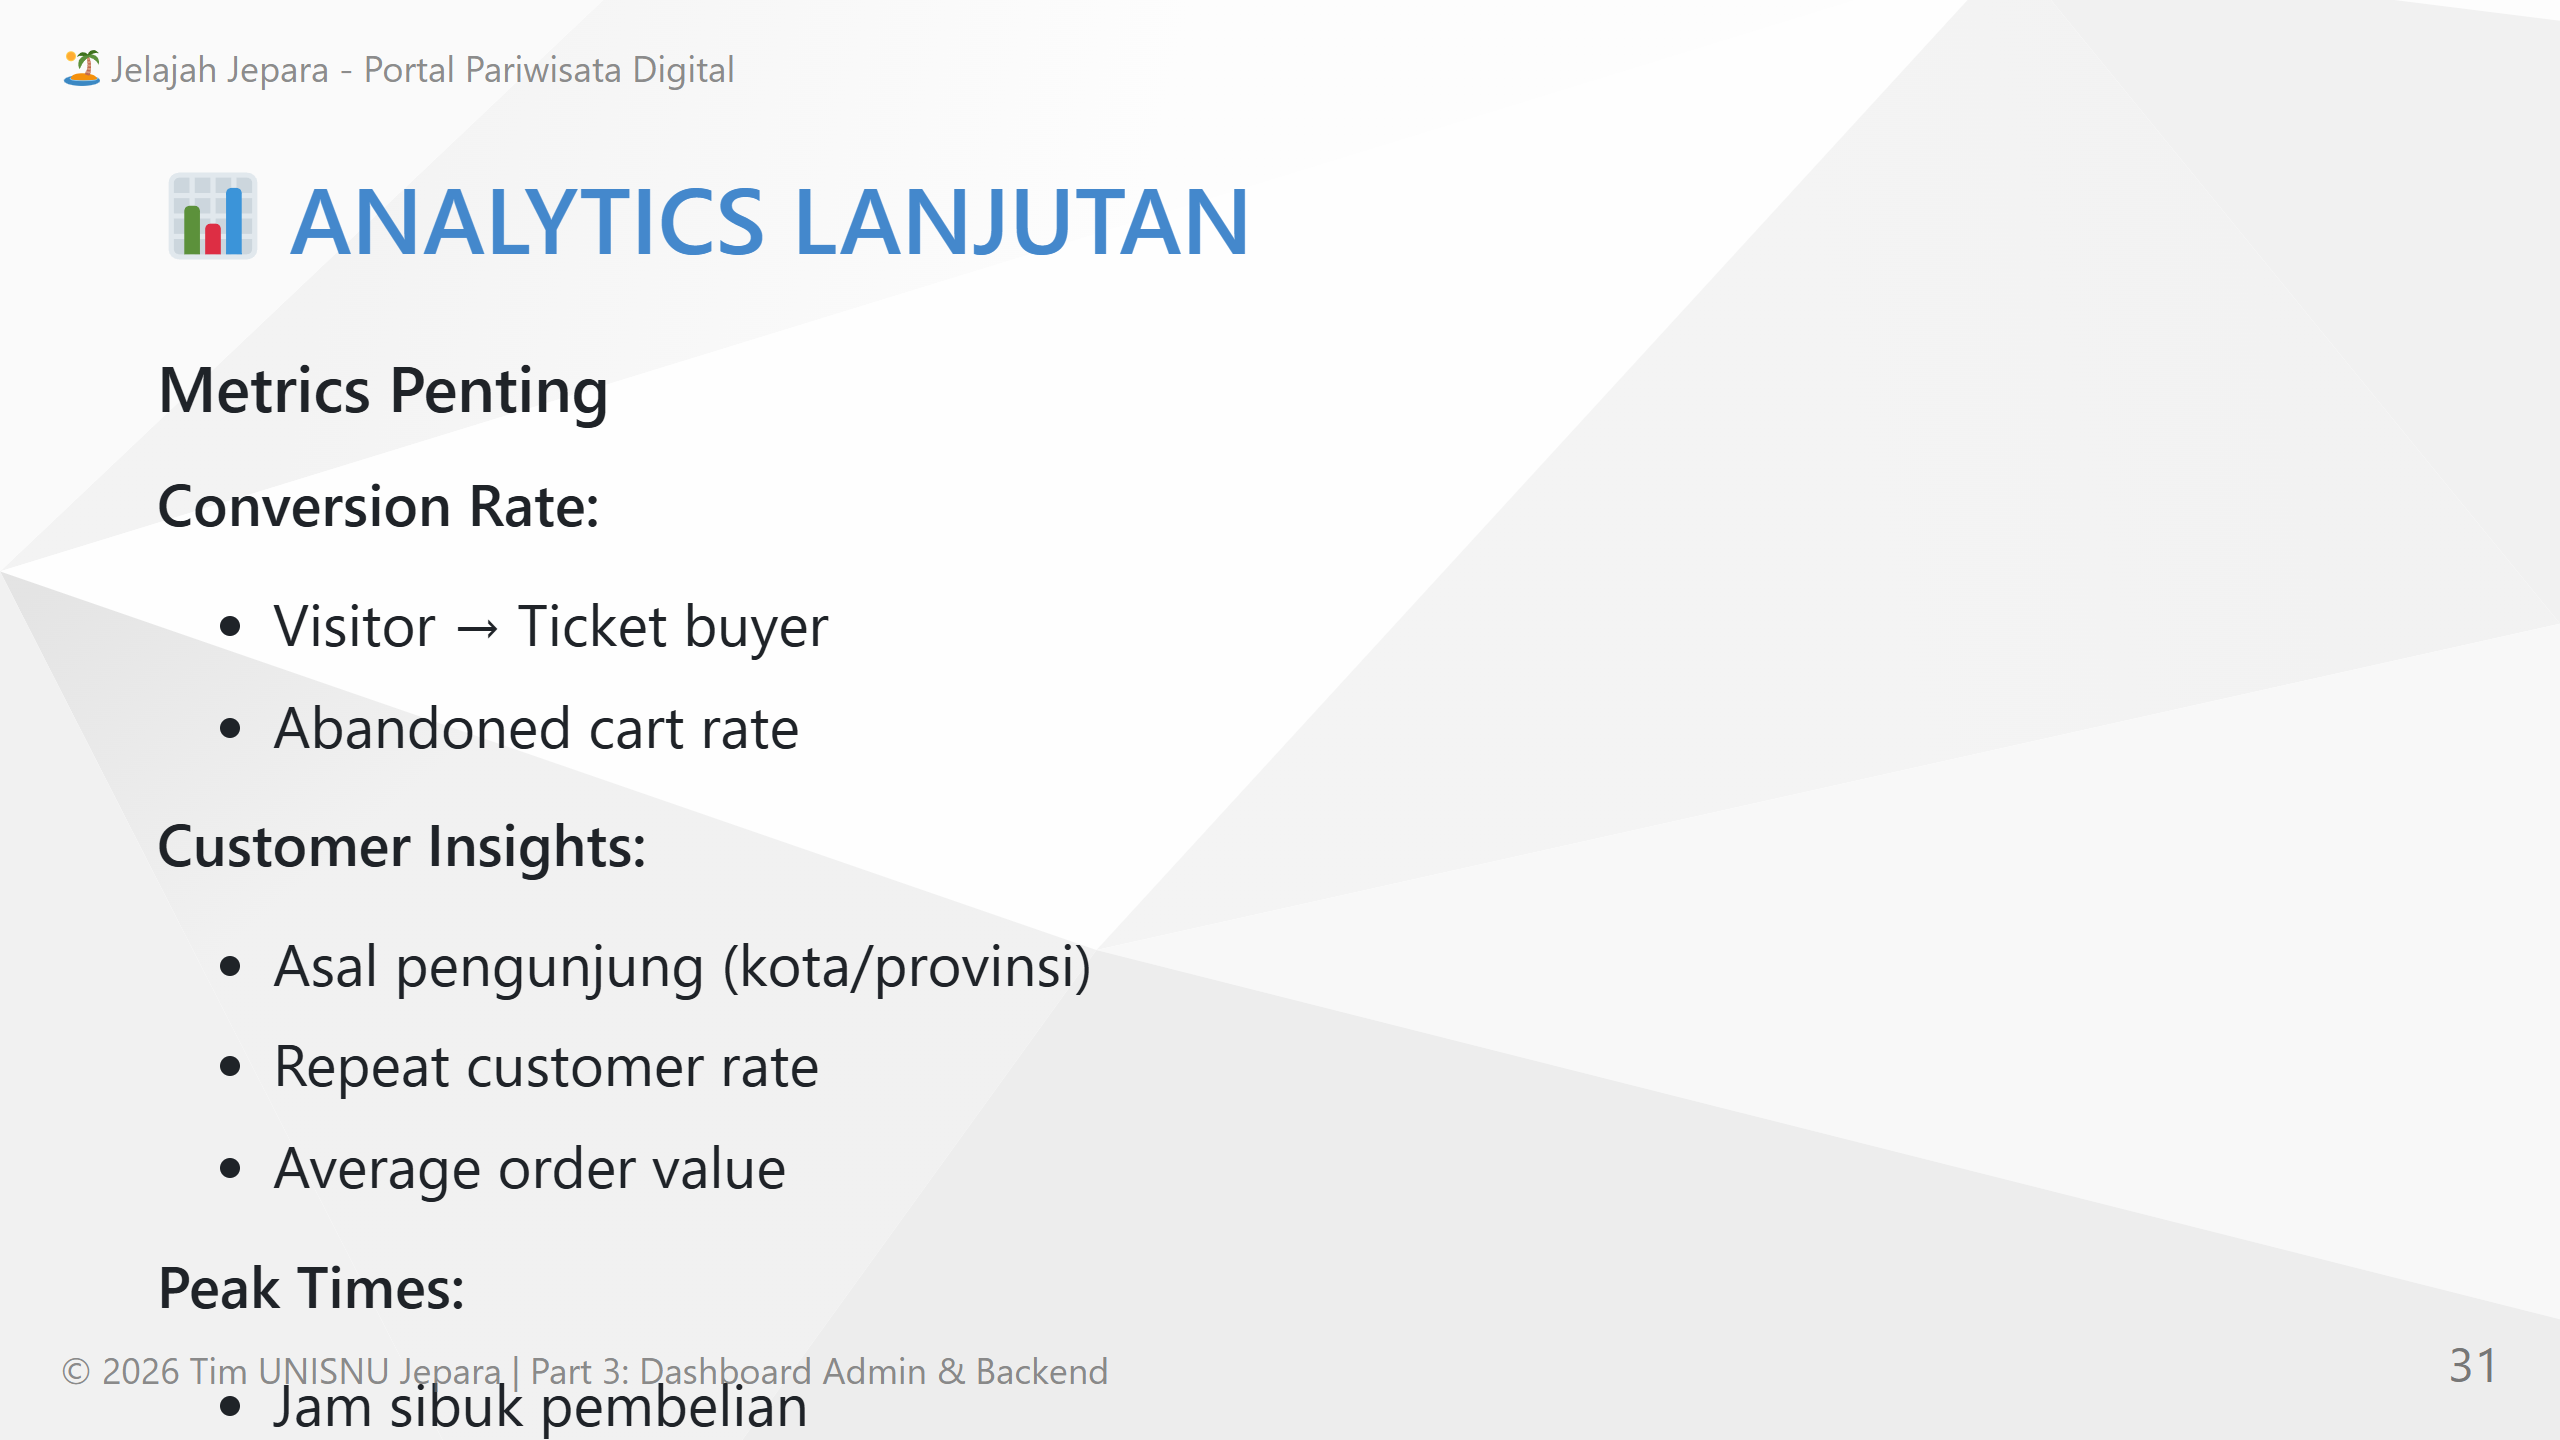 Jelajah Jepara - Portal Pariwisata Digital
ANALYTICS LANJUTAN
Metrics Penting
Conversion Rate:
• Visitor → Ticket buyer
• Abandoned cart rate
Customer Insights:
• Asal pengunjung (kota/provinsi)
• Repeat customer rate
• Average order value
Peak Times:
© 2026 Tim UNISNU Jepara | Part 3: Dashboard Admin & Backend
31
• Jam sibuk pembelian